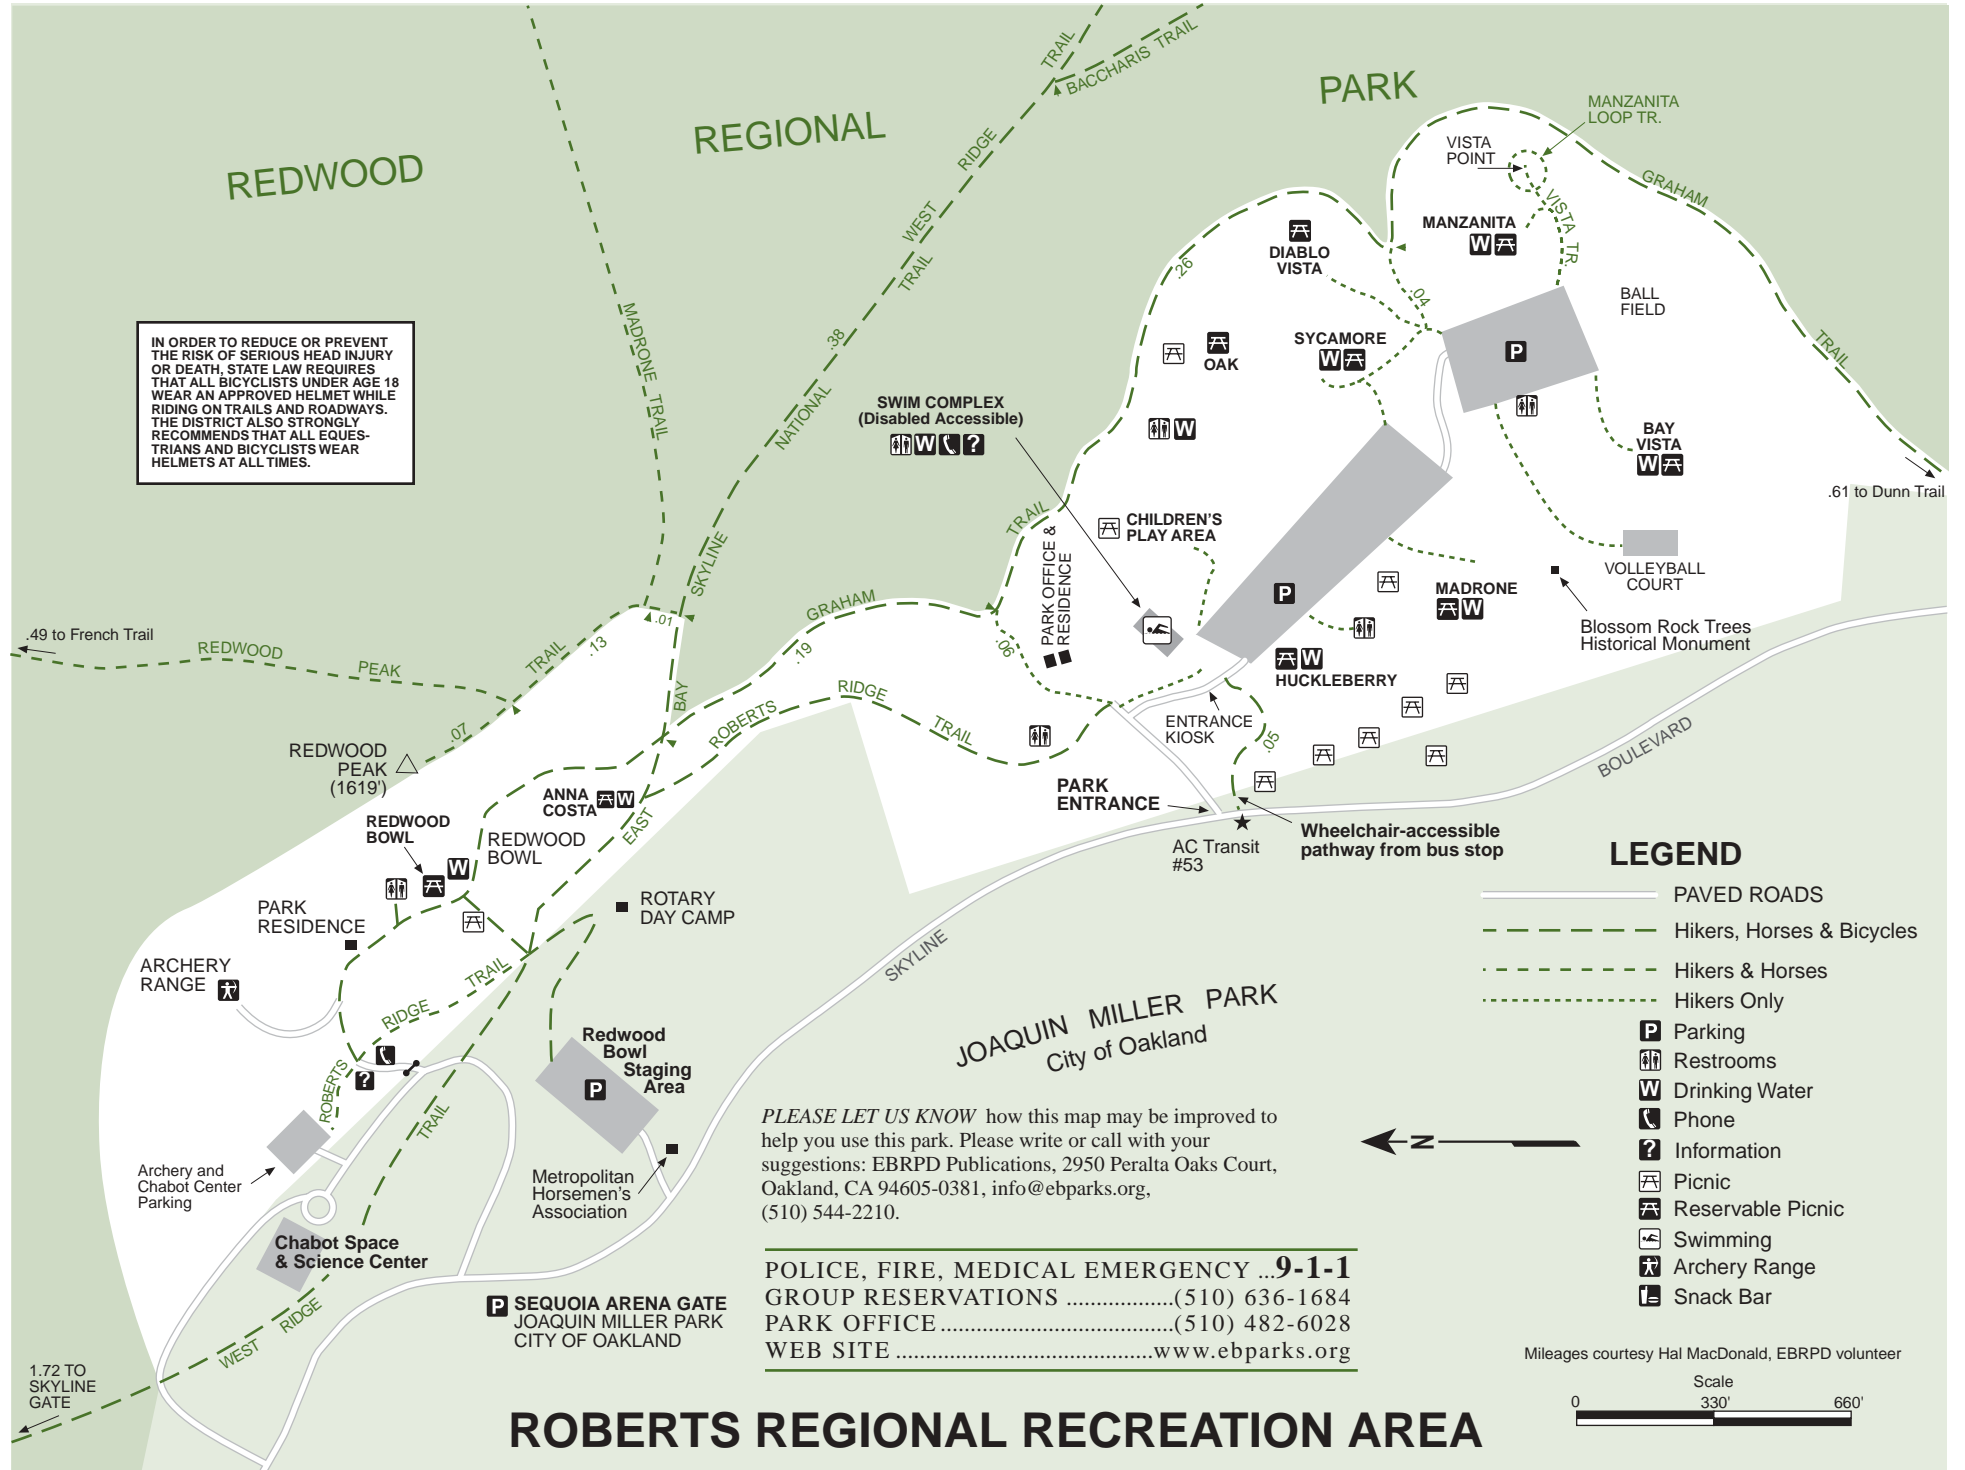 REDWOOD
REGIONAL
PARK
TRAIL
BACCHARIS TRAIL
RIDGE
WEST
TRAIL
.38
NATIONAL
SKYLINE
BAY
MADRONE TRAIL
MANZANITA
LOOP TR.
VISTA
POINT
VISTA TR.
GRAHAM
TRAIL
MANZANITA
W
DIABLO
VISTA
.26
.04
BALL
FIELD
IN ORDER TO REDUCE OR PREVENT
THE RISK OF SERIOUS HEAD INJURY
OR DEATH, STATE LAW REQUIRES
THAT ALL BICYCLISTS UNDER AGE 18
WEAR AN APPROVED HELMET WHILE
RIDING ON TRAILS AND ROADWAYS.
THE DISTRICT ALSO STRONGLY
RECOMMENDS THAT ALL EQUES-
TRIANS AND BICYCLISTS WEAR
HELMETS AT ALL TIMES.
OAK
SYCAMORE
W
P
SWIM COMPLEX
(Disabled Accessible)
W ?
W
BAY
VISTA
W
.61 to Dunn Trail
TRAIL
CHILDREN'S
PLAY AREA
PARK OFFICE &
RESIDENCE
P
MADRONE
W
VOLLEYBALL
COURT
Blossom Rock Trees
Historical Monument
.49 to French Trail
REDWOOD
PEAK
TRAIL
.13
.01
GRAHAM
.19
.06
.07
REDWOOD
PEAK
(1619')
ROBERTS
RIDGE
TRAIL
W
HUCKLEBERRY
ENTRANCE
KIOSK
.05
BOULEVARD
PARK
ENTRANCE
AC Transit
#53
Wheelchair-accessible
pathway from bus stop
ANNA
COSTA
W
EAST
REDWOOD
BOWL
REDWOOD
BOWL
W
PARK
RESIDENCE
ARCHERY
RANGE
ROTARY
DAY CAMP
SKYLINE
ROBERTS
RIDGE
TRAIL
?
TRAIL
Redwood
Bowl
Staging
Area
P
JOAQUIN MILLER PARK
City of Oakland
Archery and
Chabot Center
Parking
Metropolitan
Horsemen's
Association
Chabot Space
& Science Center
RIDGE
WEST
1.72 TO
SKYLINE
GATE
P SEQUOIA ARENA GATE
JOAQUIN MILLER PARK
CITY OF OAKLAND
PLEASE LET US KNOW how this map may be improved to
help you use this park. Please write or call with your
suggestions: EBRPD Publications, 2950 Peralta Oaks Court,
Oakland, CA 94605-0381, info@ebparks.org,
(510) 544-2210.
POLICE, FIRE, MEDICAL EMERGENCY ...9-1-1
GROUP RESERVATIONS ..................(510) 636-1684
PARK OFFICE.......................................(510) 482-6028
WEB SITE ...........................................www.ebparks.org
N
LEGEND
PAVED ROADS
Hikers, Horses & Bicycles
Hikers & Horses
Hikers Only
P Parking
Restrooms
W Drinking Water
Phone
? Information
Picnic
Reservable Picnic
Swimming
Archery Range
Snack Bar
Mileages courtesy Hal MacDonald, EBRPD volunteer
Scale
0 330' 660'
ROBERTS REGIONAL RECREATION AREA